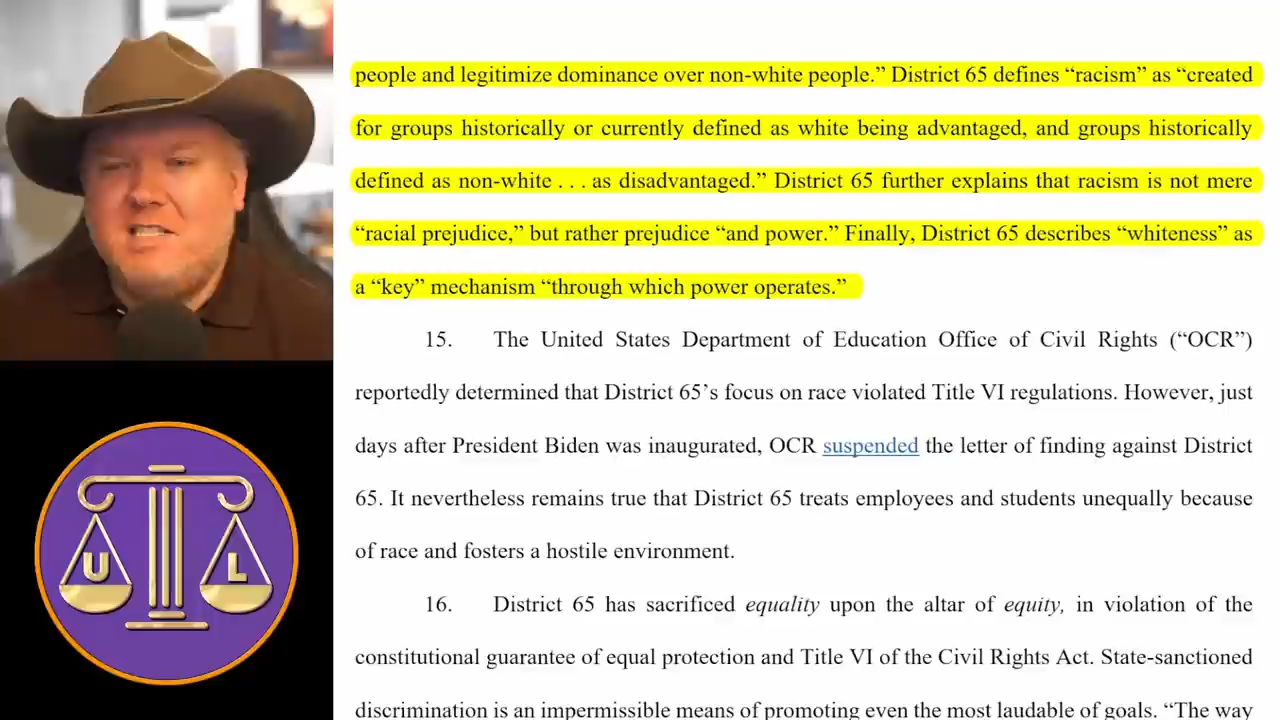 people and legitimize dominance over non-white people.” District 65 defines “racism” as “created
for groups historically or currently defined as white being advantaged, and groups historically
defined as non-white . . . as disadvantaged.” District 65 further explains that racism is not mere
“racial prejudice,” but rather prejudice “and power.” Finally, District 65 describes “whiteness” as
a “key” mechanism “through which power operates.”
15. The United States Department of Education Office of Civil Rights (“OCR”)
reportedly determined that District 65’s focus on race violated Title VI regulations. However, just
days after President Biden was inaugurated, OCR suspended the letter of finding against District
65. It nevertheless remains true that District 65 treats employees and students unequally because
of race and fosters a hostile environment.
16. District 65 has sacrificed equality upon the altar of equity, in violation of the
constitutional guarantee of equal protection and Title VI of the Civil Rights Act. State-sanctioned
discrimination is an impermissible means of promoting even the most laudable of goals. “The way
U L